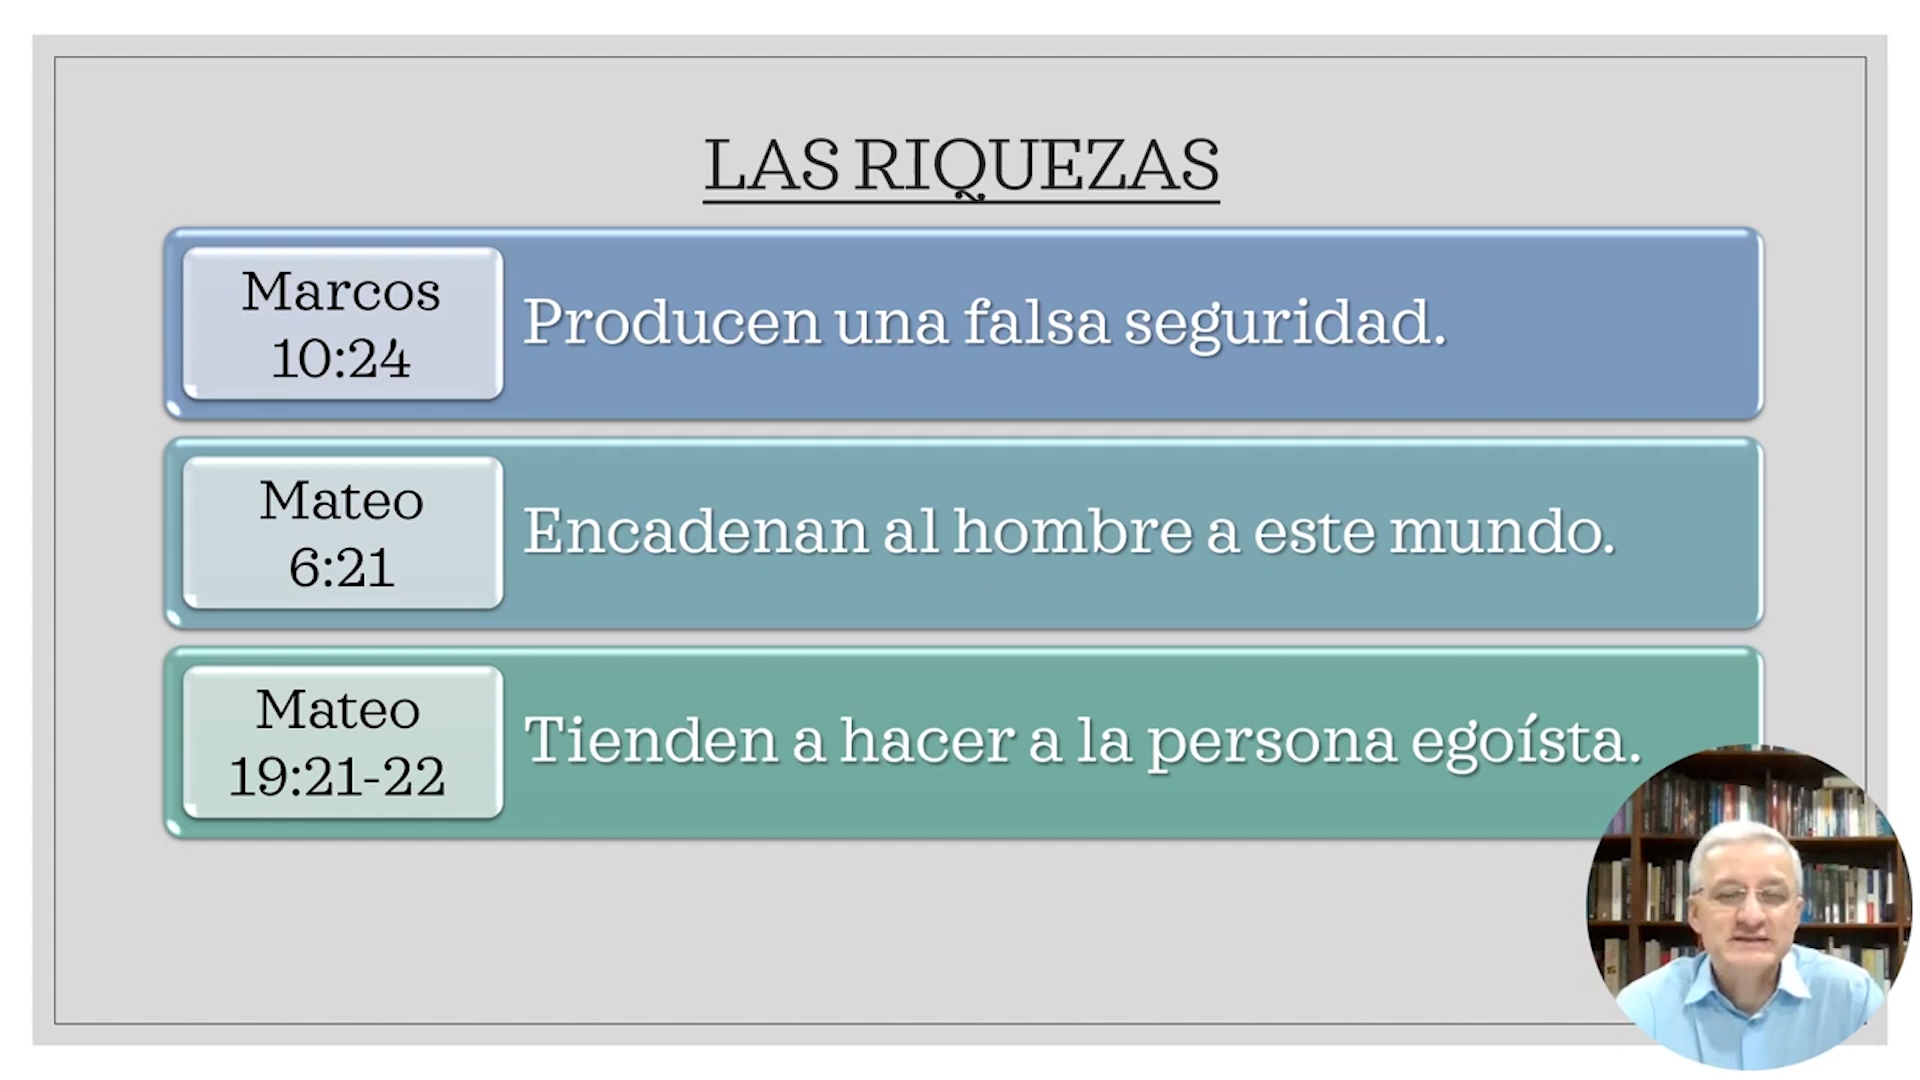 LAS RIQUEZAS
Marcos
10:24
Producen una falsa seguridad.
Mateo
6:21
Encadenan al hombre a este mundo.
Mateo
19:21-22
Tienden a hacer a la persona egoísta.